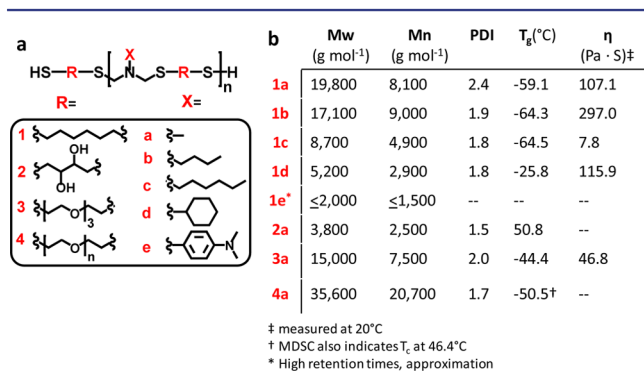 a
X
HS-R-S[N S-R-S]H
n
R= X=
1 a
OH
2 b
OH c
3 O 3 d
4 O n e N
b Mw Mn PDI Tg(°C) η
(g mol-1) (g mol-1) (Pa · S)‡
1a 19,800 8,100 2.4 -59.1 107.1
1b 17,100 9,000 1.9 -64.3 297.0
1c 8,700 4,900 1.8 -64.5 7.8
1d 5,200 2,900 1.8 -25.8 115.9
1e* ≤2,000 ≤1,500 -- -- --
2a 3,800 2,500 1.5 50.8 --
3a 15,000 7,500 2.0 -44.4 46.8
4a 35,600 20,700 1.7 -50.5† --
‡ measured at 20°C
† MDSC also indicates Tc at 46.4°C
* High retention times, approximation